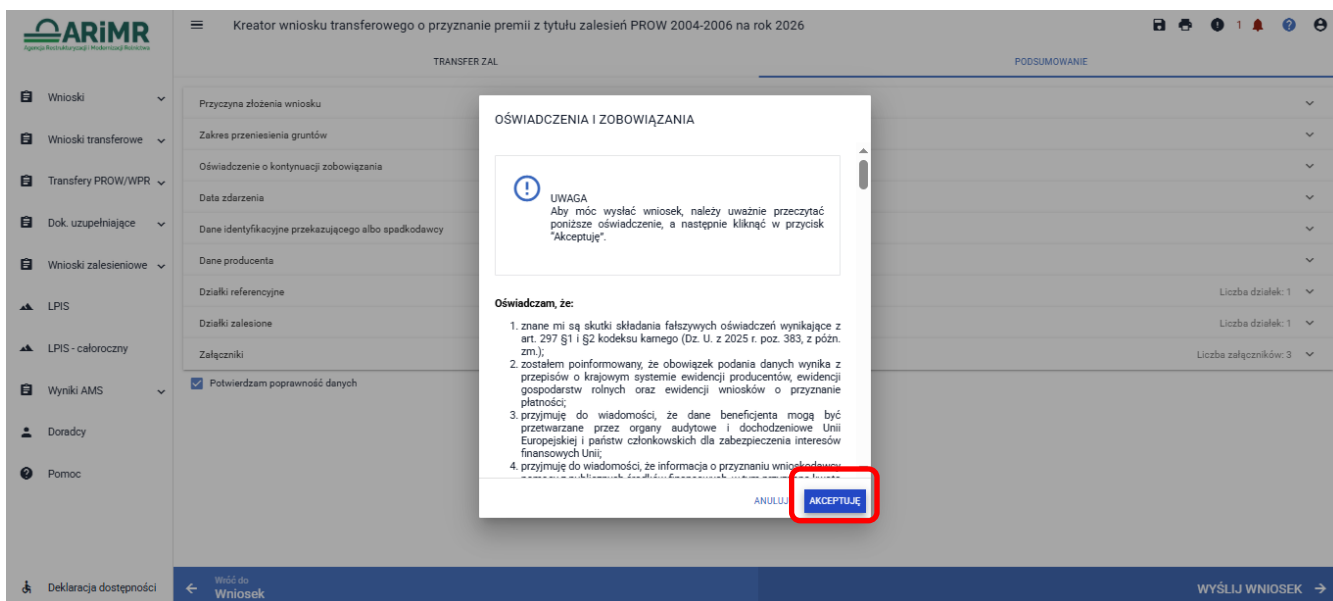 ARiMR
Agencja Restrukturyzacji i Modernizacji Rolnictwa
Kreator wniosku transferowego o przyznanie premii z tytułu zalesień PROW 2004-2006 na rok 2026
1
TRANSFER ZAL
PODSUMOWANIE
Wnioski
Wnioski transferowe
Transfery PROW/WPR
Dok. uzupełniające
Wnioski zalesieniowe
LPIS
LPIS - całoroczny
Wyniki AMS
Doradcy
Pomoc
Deklaracja dostępności
Przyczyna złożenia wniosku
Zakres przeniesienia gruntów
Oświadczenie o kontynuacji zobowiązania
Data zdarzenia
Dane identyfikacyjne przekazującego albo spadkodawcy
Dane producenta
Działki referencyjne
Liczba działek: 1
Działki zalesione
Liczba działek: 1
Załączniki
Liczba załączników: 3
Potwierdzam poprawność danych
OŚWIADCZENIA I ZOBOWIĄZANIA
UWAGA
Aby móc wysłać wniosek, należy uważnie przeczytać
poniższe oświadczenie, a następnie kliknąć w przycisk
"Akceptuję".
Oświadczam, że:
1. znane mi są skutki składania fałszywych oświadczeń wynikające z
art. 297 §1 i §2 kodeksu karnego (Dz. U. z 2025 r. poz. 383, z późn.
zm.);
2. zostałem poinformowany, że obowiązek podania danych wynika z
przepisów o krajowym systemie ewidencji producentów, ewidencji
gospodarstw rolnych oraz ewidencji wniosków o przyznanie
płatności;
3. przyjmuję do wiadomości, że dane beneficjenta mogą być
przetwarzane przez organy audytowe i dochodzeniowe Unii
Europejskiej i państw członkowskich dla zabezpieczenia interesów
finansowych Unii;
4. przyjmuję do wiadomości, że informacja o przyznaniu wnioskodawcy
ANULUJ
AKCEPTUJĘ
Wróć do
Wniosek
WYŚLIJ WNIOSEK